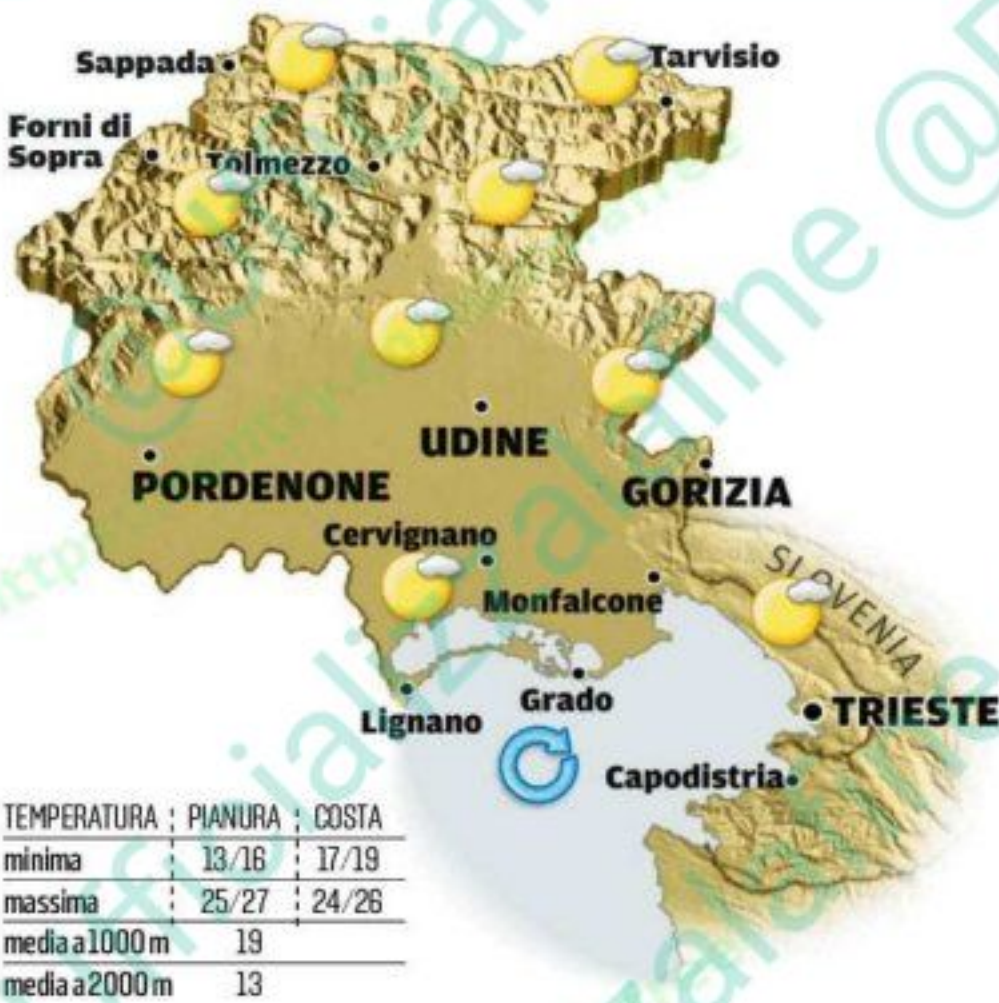 Sappada
Tarvisio
Forni di
Sopra
Tolmezzo
UDINE
PORDENONE
GORIZIA
Cervignano
SLOVENIA
Monfalcone
Grado
Lignano
TRIESTE
Capodistria
TEMPERATURA PIANURA COSTA
minima 13/16 17/19
massima 25/27 24/26
media a 1000 m 19
media a 2000 m 13